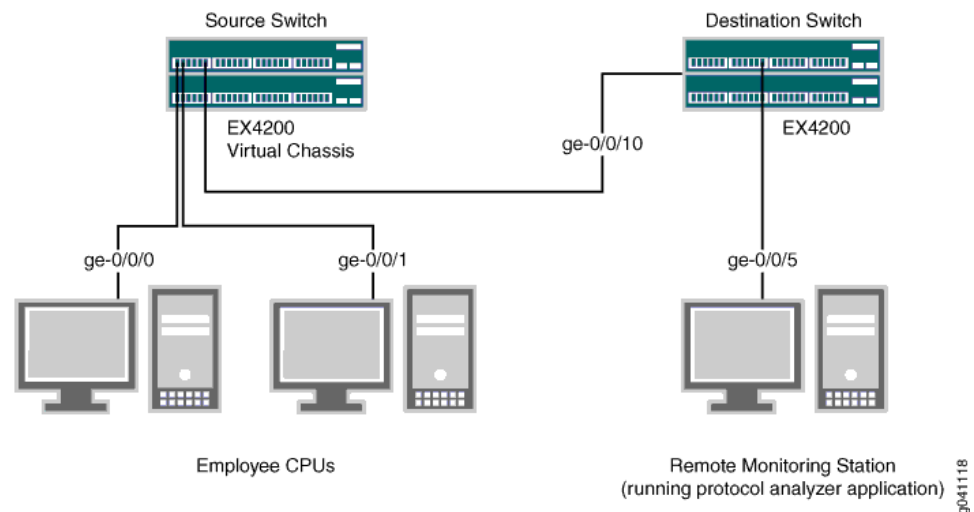 Source Switch
Destination Switch
EX4200
Virtual Chassis
EX4200
ge-0/0/10
ge-0/0/0
ge-0/0/1
ge-0/0/5
Employee CPUs
Remote Monitoring Station
(running protocol analyzer application)
g041118